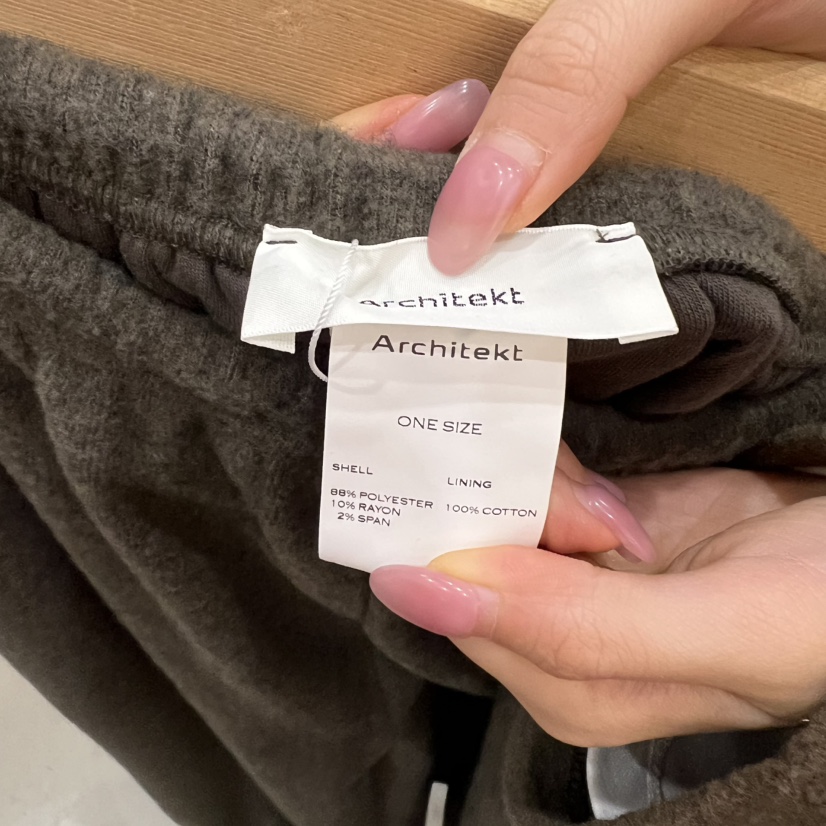 architekt
Architekt
ONE SIZE
SHELL
88% POLYESTER
10% RAYON
2% SPAN
LINING
100% COTTON